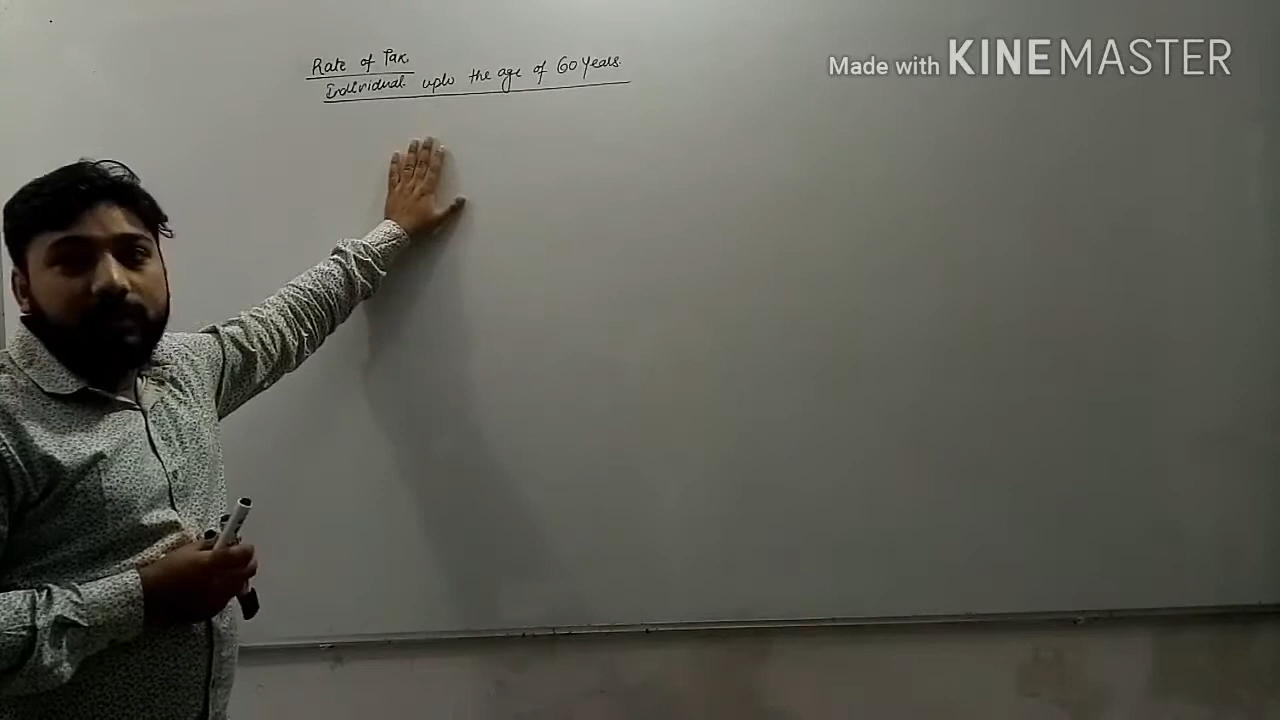 Rate of Tax
Individual upto the age of 60 years.
Made with KINEMASTER